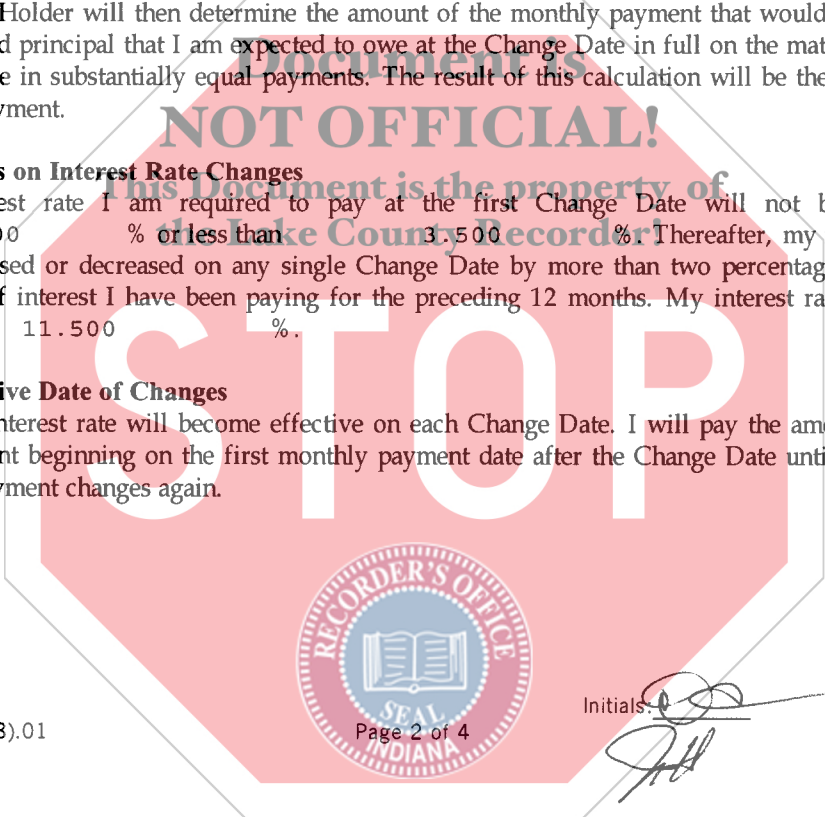 Holder will then determine the amount of the monthly payment that would
d principal that I am expected to owe at the Change Date in full on the mat
e in substantially equal payments. The result of this calculation will be the
yment.
Document is
NOT OFFICIAL!
This Document is the property of
the Lake County Recorder!
s on Interest Rate Changes
est rate I am required to pay at the first Change Date will not b
00 % or less than 3.500 %. Thereafter, my
sed or decreased on any single Change Date by more than two percentag
f interest I have been paying for the preceding 12 months. My interest ra
11.500 %.
STOP
ive Date of Changes
nterest rate will become effective on each Change Date. I will pay the amo
nt beginning on the first monthly payment date after the Change Date unti
yment changes again.
RECORDER'S OFFICE
SEAL
INDIANA
Initials:
3).01 Page 2 of 4